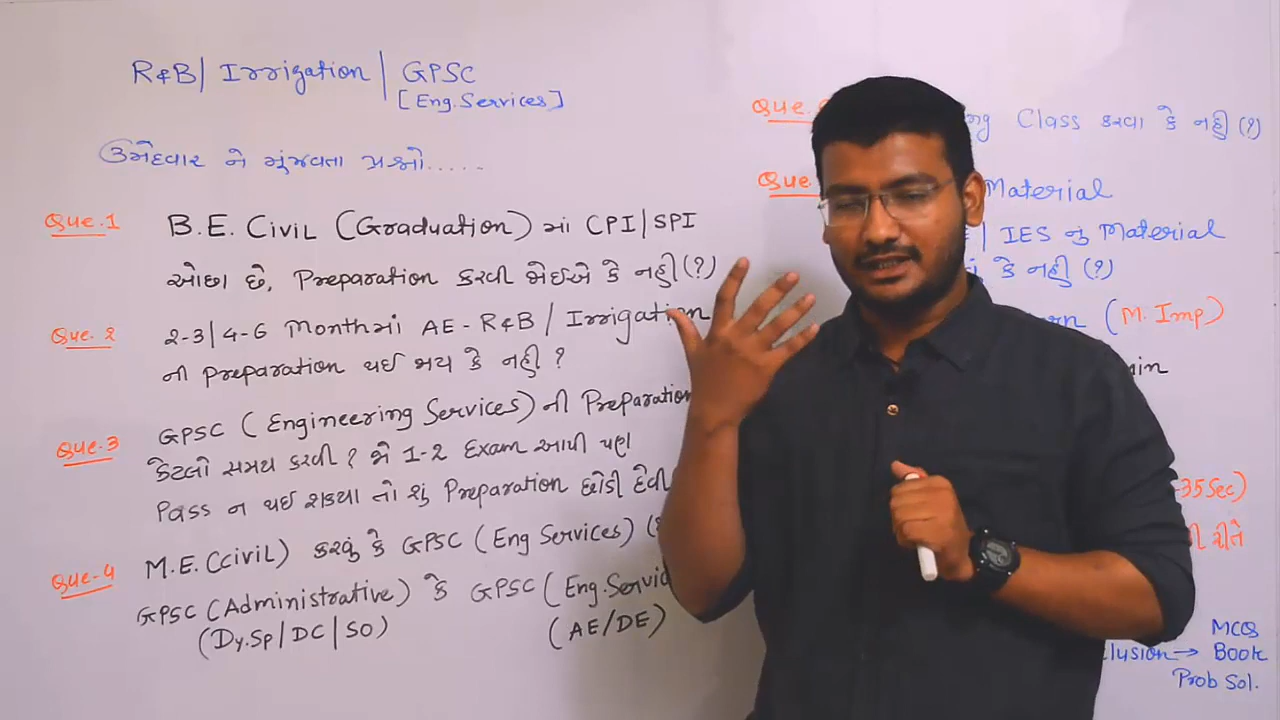 R&B | Irrigation | GPSC
[Eng.Services]
ઉમેદવાર ને મૂંઝવતા પ્રશ્નો.....
Que.1 B.E. Civil (Graduation) માં CPI|SPI
ઓછા છે, Preparation કરવી જોઈએ કે નહી (?)
Que. 2 2-3|4-6 Monthમાં AE-R&B | Irrigation
ની Preparation થઈ જાય કે નહી ?
Que.3 GPSC (Engineering Services) ની Preparation
કેટલો સમય કરવી ? જો 1-2 Exam આપી પણ
Pass ન થઈ શકયા તો શું Preparation છોડી દેવી
Que-4 M.E. (Civil) કરવું કે GPSC (Eng Services)
GPSC (Administrative) કે GPSC (Eng.
(Dy.Sp|DC|SO) (AE/DE)
Que.
Class કરવા કે નહી (?)
Que. Material
| IES નું Material
કે નહી (?)
(M.Imp)
-35Sec)
રીતે
MCQ
→ Book
Prob Sol.